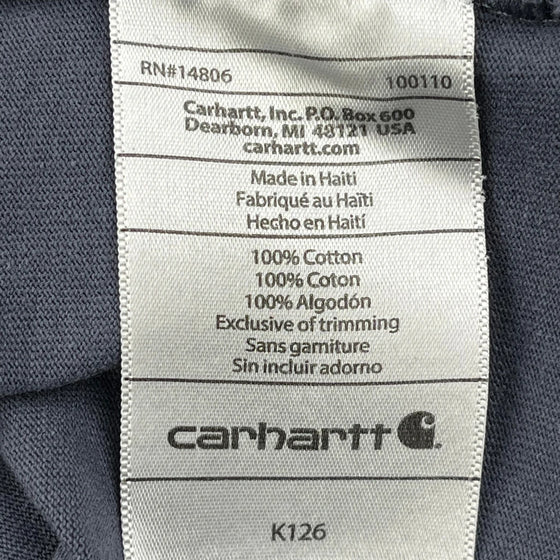 RN#14806 100110
Carhartt, Inc. P.O. Box 600
Dearborn, MI 48121 USA
carhartt.com
Made in Haiti
Fabriqué au Haïti
Hecho en Haití
100% Cotton
100% Coton
100% Algodón
Exclusive of trimming
Sans garniture
Sin incluir adorno
carhartt
K126